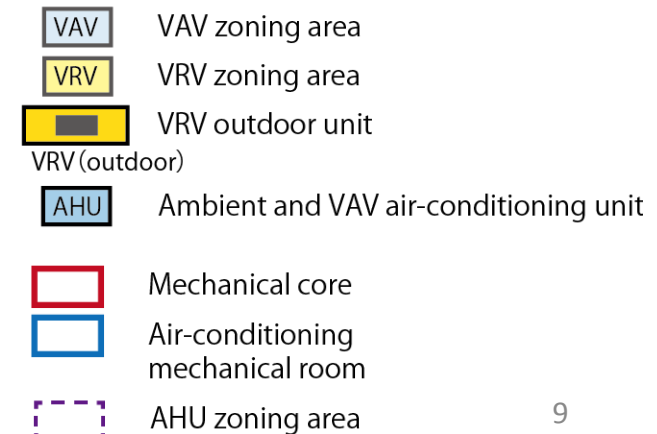 VAV VAV zoning area
VRV VRV zoning area
VRV outdoor unit
VRV(outdoor)
AHU Ambient and VAV air-conditioning unit
Mechanical core
Air-conditioning
mechanical room
AHU zoning area
9